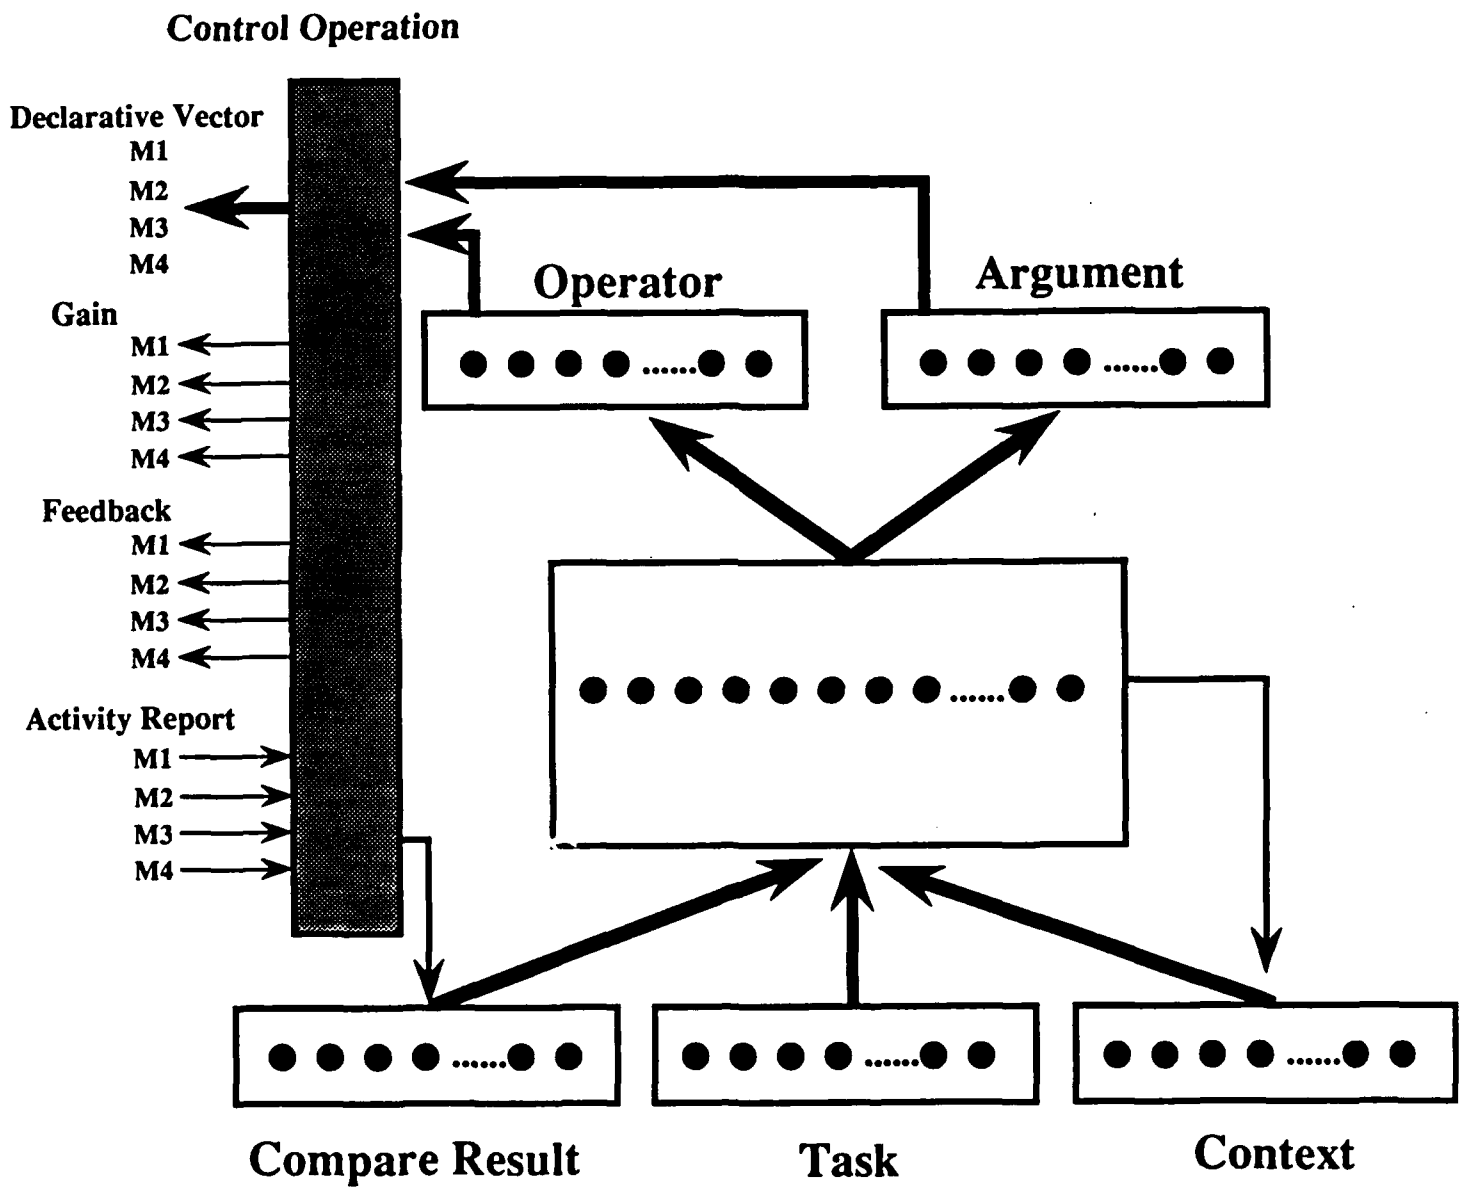 Control Operation
Declarative Vector
M1
M2
M3
M4
Gain
M1
M2
M3
M4
Feedback
M1
M2
M3
M4
Activity Report
M1
M2
M3
M4
Operator
Argument
Compare Result
Task
Context